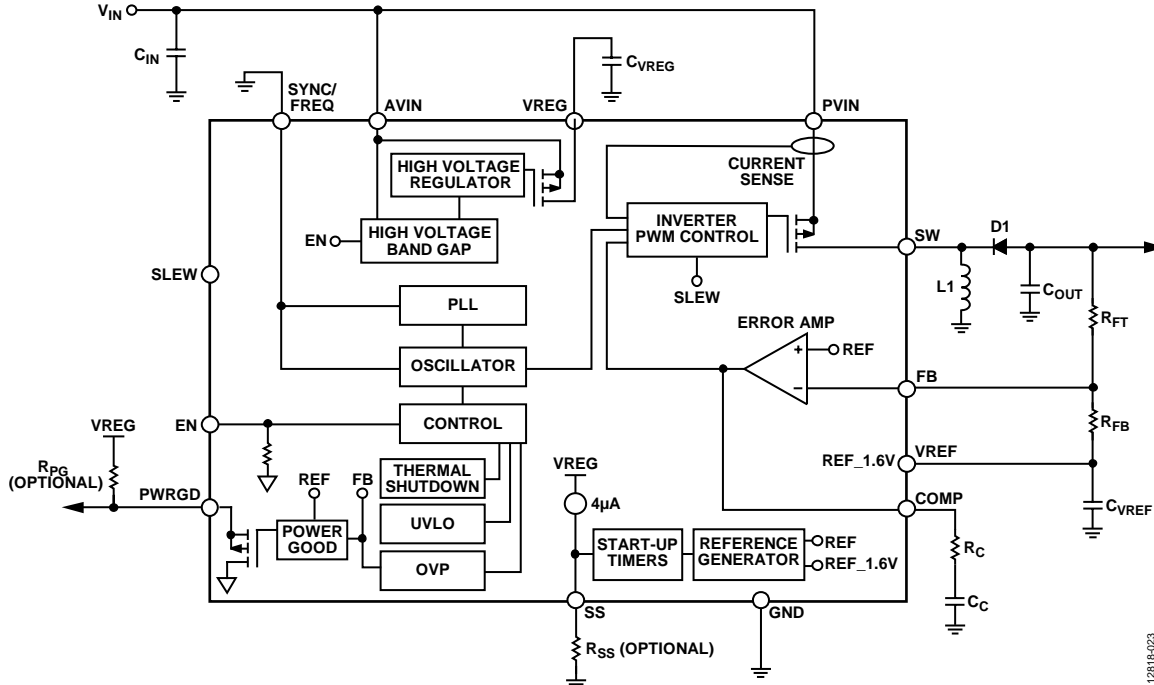 VIN
CIN
CVREG
SYNC/
FREQ
AVIN
VREG
PVIN
HIGH VOLTAGE
REGULATOR
CURRENT
SENSE
INVERTER
PWM CONTROL
EN
HIGH VOLTAGE
BAND GAP
SW
D1
SLEW
SLEW
L1
COUT
RFT
PLL
ERROR AMP
+
REF
OSCILLATOR
−
FB
EN
CONTROL
RFB
VREG
RPG
(OPTIONAL)
THERMAL
SHUTDOWN
VREG
REF_1.6V
VREF
REF
FB
4µA
COMP
CVREF
PWRGD
UVLO
POWER
GOOD
START-UP
TIMERS
REFERENCE
GENERATOR
REF
REF_1.6V
RC
OVP
SS
GND
CC
RSS (OPTIONAL)
12818-023